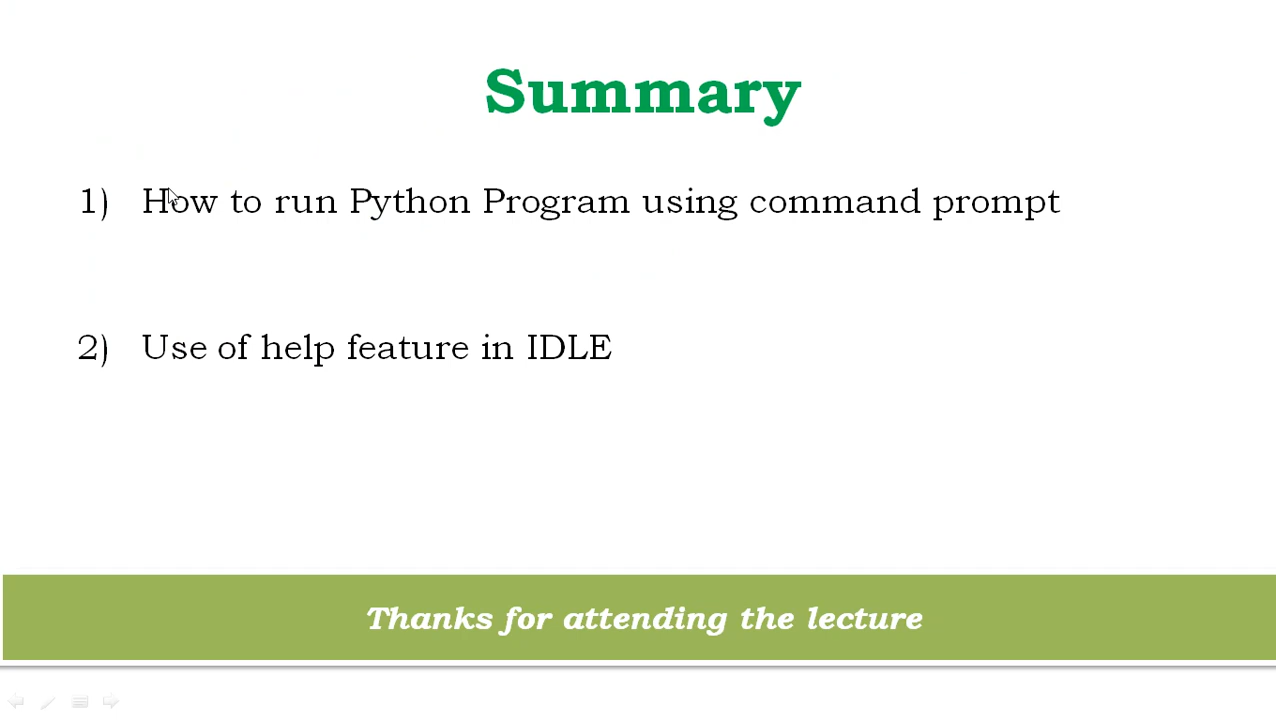 Summary
1) How to run Python Program using command prompt
2) Use of help feature in IDLE
Thanks for attending the lecture